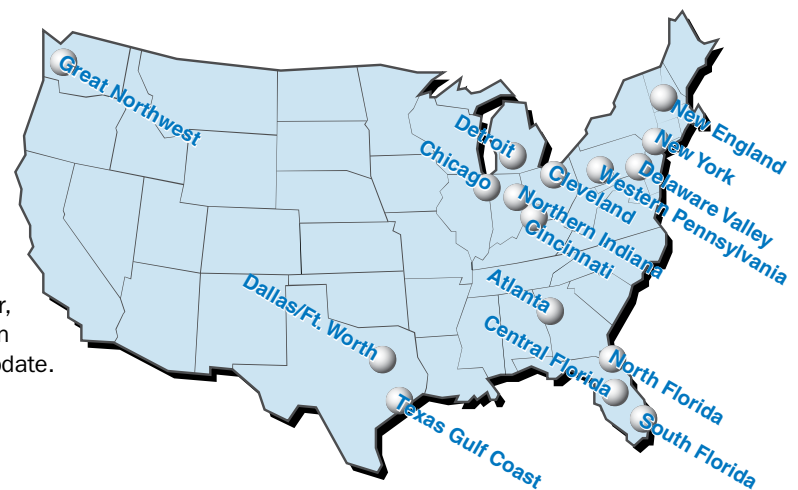 Great Northwest
New England
Detroit
New York
Chicago
Delaware Valley
Cleveland
Western Pennsylvania
Northern Indiana
Cincinnati
Atlanta
Dallas/Ft. Worth
r,
Central Florida
North Florida
date.
Texas Gulf Coast
South Florida